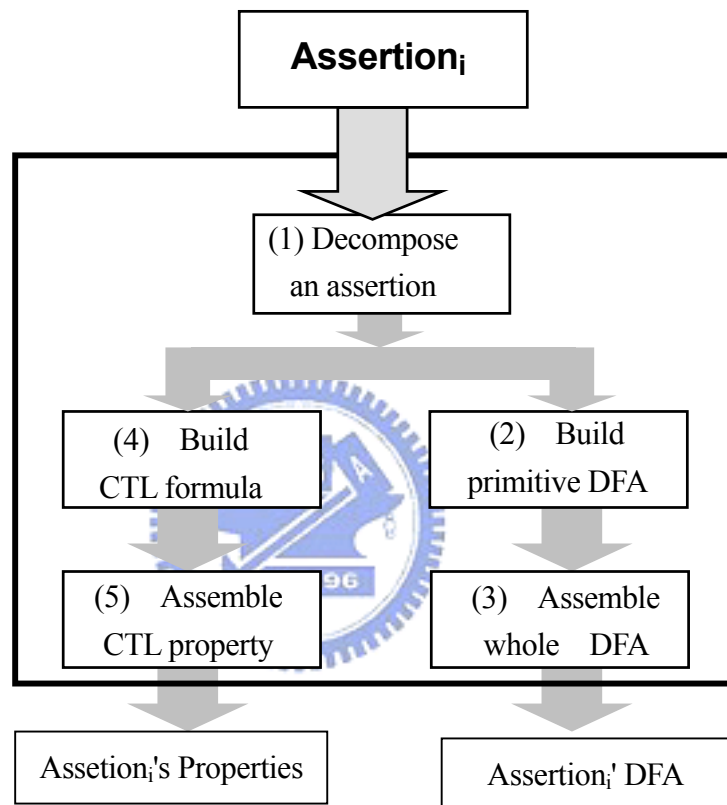 Assertionᵢ
(1) Decompose
an assertion
(4) Build
CTL formula
(2) Build
primitive DFA
A
96
(5) Assemble
CTL property
(3) Assemble
whole DFA
Assetionᵢ's Properties
Assertionᵢ' DFA